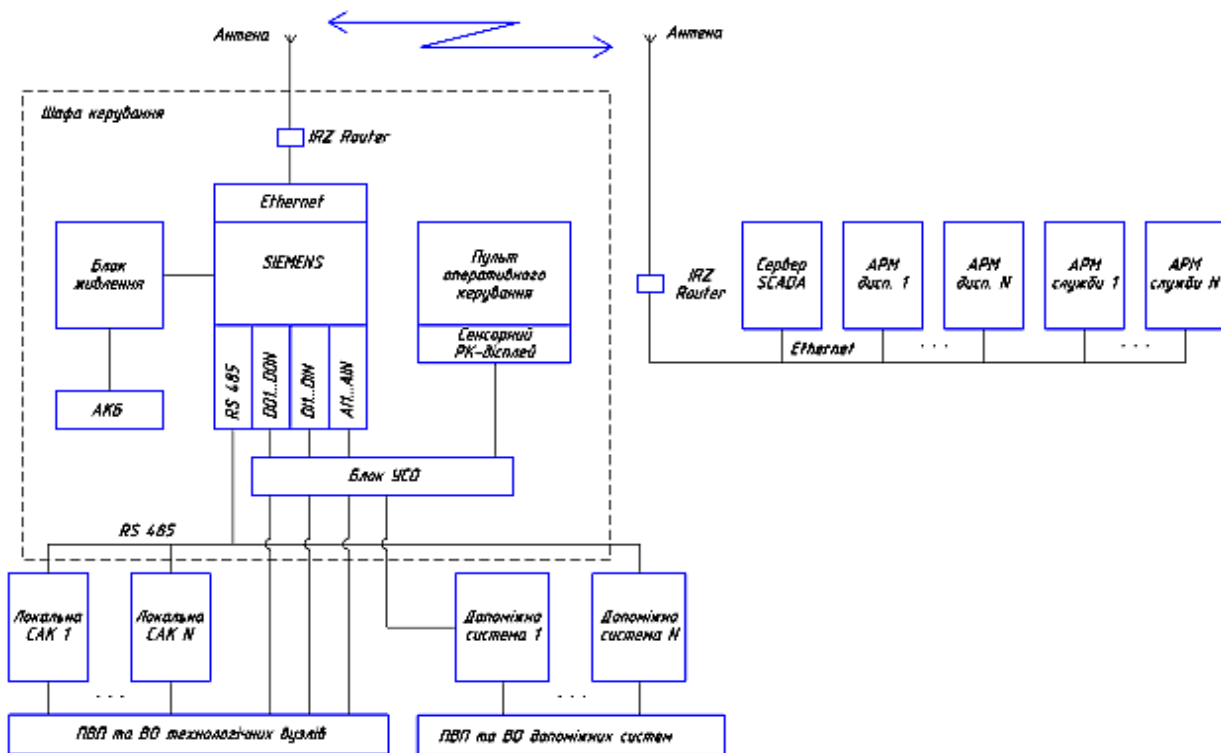 Антена
Антена
Шафа керування
IRZ Router
Ethernet
Блок
живлення
SIEMENS
Пульт
оперативного
керування
IRZ
Router
Сервер
SCADA
АРМ
дисп. 1
АРМ
дисп. N
АРМ
служби 1
АРМ
служби N
Сенсорний
РК-дісплей
Ethernet
. . .
. . .
АКБ
RS 485
DO1...DON
DI1...DIN
AI1...AIN
Блок УСО
RS 485
Локальна
САК 1
Локальна
САК N
Допоміжна
система 1
Допоміжна
система N
. . .
. . .
ПВП та ВО технологічних вузлів
ПВП та ВО допоміжних систем